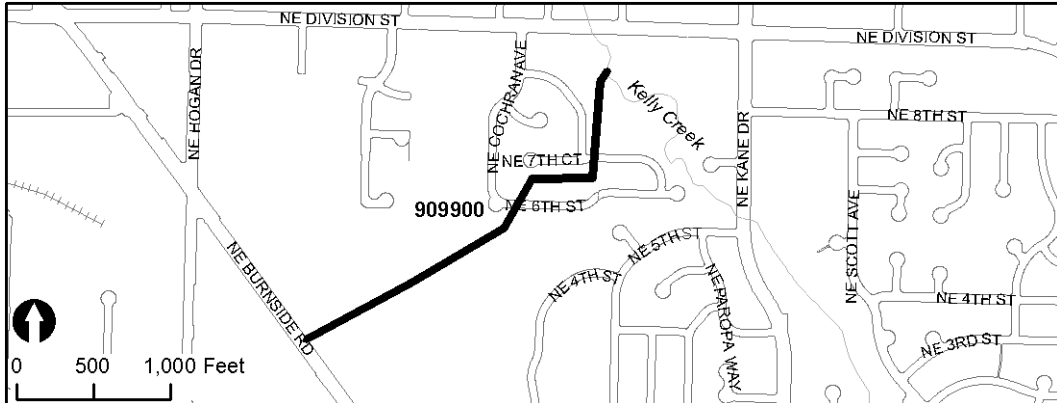 NE DIVISION ST
NE DIVISION ST
NE HOGAN DR
NE COCHRAN AVE
Kelly Creek
NE KANE DR
NE 8TH ST
NE 7TH CT
909900
NE 6TH ST
NE 5TH ST
NE SCOTT AVE
NE BURNSIDE RD
NE 4TH ST
NE PAROPA WAY
NE 4TH ST
NE 3RD ST
0 500 1,000 Feet